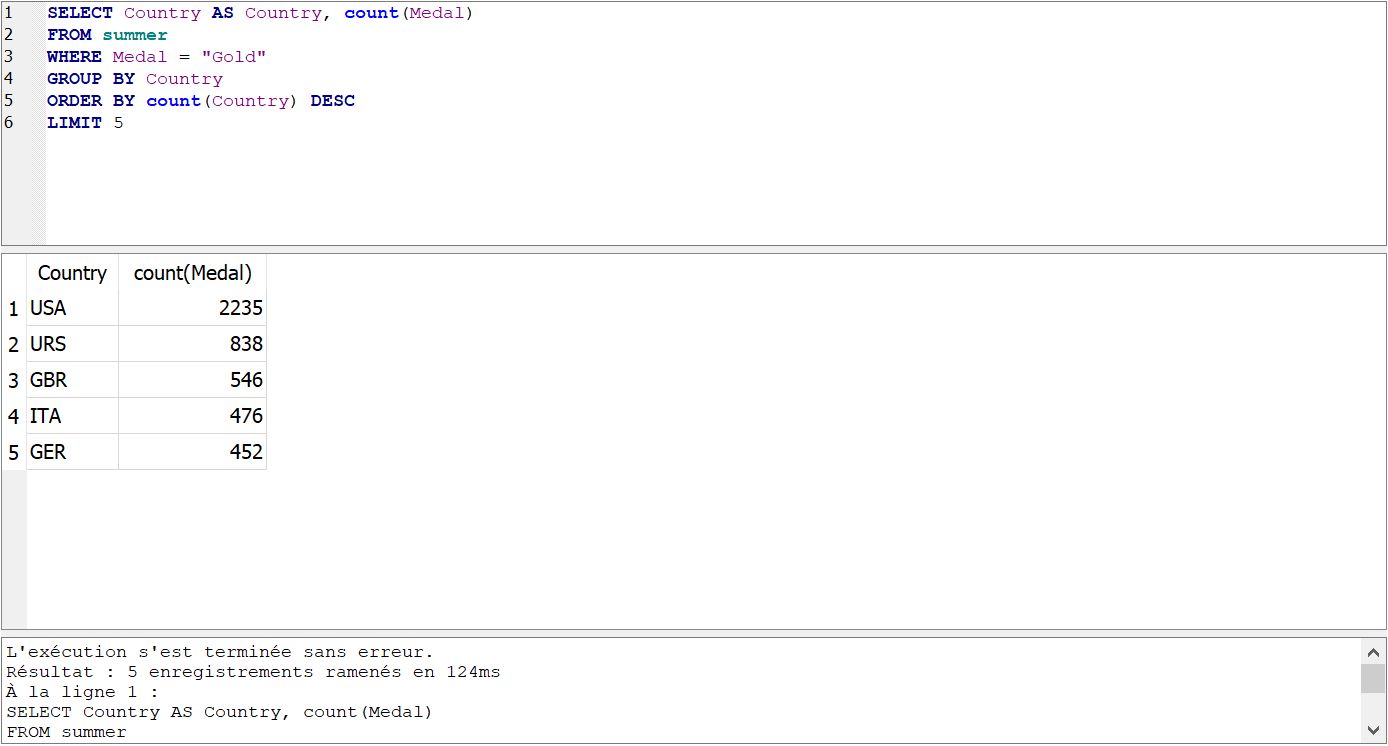 1 SELECT Country AS Country, count(Medal)
2 FROM summer
3 WHERE Medal = "Gold"
4 GROUP BY Country
5 ORDER BY count(Country) DESC
6 LIMIT 5
Country count(Medal)
1 USA 2235
2 URS 838
3 GBR 546
4 ITA 476
5 GER 452
L'exécution s'est terminée sans erreur.
Résultat : 5 enregistrements ramenés en 124ms
À la ligne 1 :
SELECT Country AS Country, count(Medal)
FROM summer